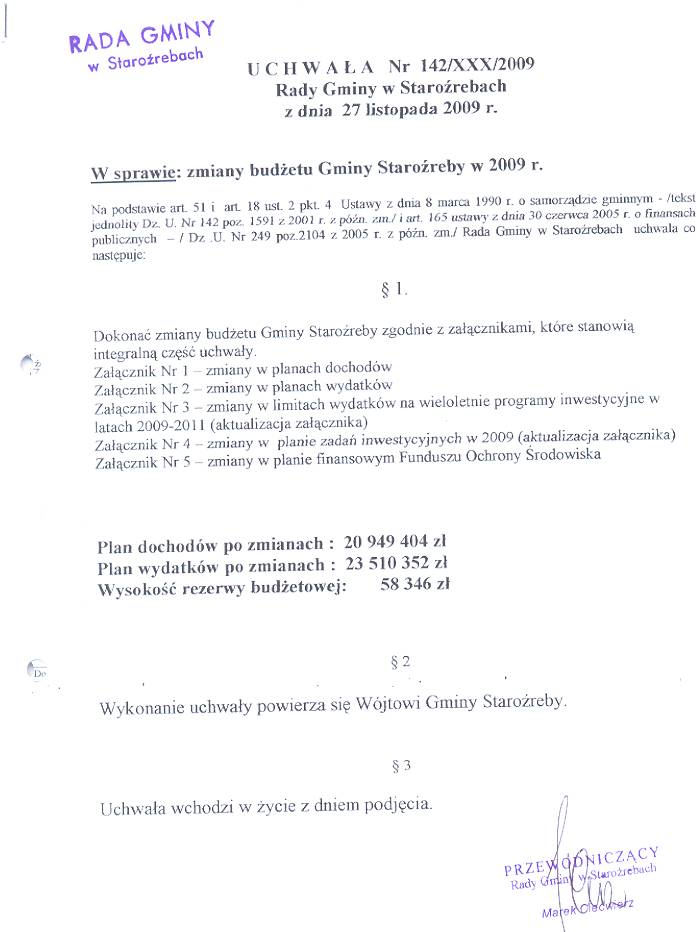 RADA GMINY
w Staroźrebach
U C H W A Ł A Nr 142/XXX/2009
Rady Gminy w Staroźrebach
z dnia 27 listopada 2009 r.
W sprawie: zmiany budżetu Gminy Staroźreby w 2009 r.
Na podstawie art. 51 i art. 18 ust. 2 pkt. 4 Ustawy z dnia 8 marca 1990 r. o samorządzie gminnym - /tekst
jednolity Dz. U. Nr 142 poz. 1591 z 2001 r. z późn. zm./ i art. 165 ustawy z dnia 30 czerwca 2005 r. o finansach
publicznych – / Dz .U. Nr 249 poz.2104 z 2005 r. z późn. zm./ Rada Gminy w Staroźrebach uchwala co
następuje:
§ 1.
Dokonać zmiany budżetu Gminy Staroźreby zgodnie z załącznikami, które stanowią
integralną część uchwały.
Załącznik Nr 1 – zmiany w planach dochodów
Załącznik Nr 2 – zmiany w planach wydatków
Załącznik Nr 3 – zmiany w limitach wydatków na wieloletnie programy inwestycyjne w
latach 2009-2011 (aktualizacja załącznika)
Załącznik Nr 4 – zmiany w planie zadań inwestycyjnych w 2009 (aktualizacja załącznika)
Załącznik Nr 5 – zmiany w planie finansowym Funduszu Ochrony Środowiska
Plan dochodów po zmianach : 20 949 404 zł
Plan wydatków po zmianach : 23 510 352 zł
Wysokość rezerwy budżetowej: 58 346 zł
Do
§ 2
Wykonanie uchwały powierza się Wójtowi Gminy Staroźreby.
§ 3
Uchwała wchodzi w życie z dniem podjęcia.
PRZEWODNICZĄCY
Rady Gminy w Staroźrebach
Marek